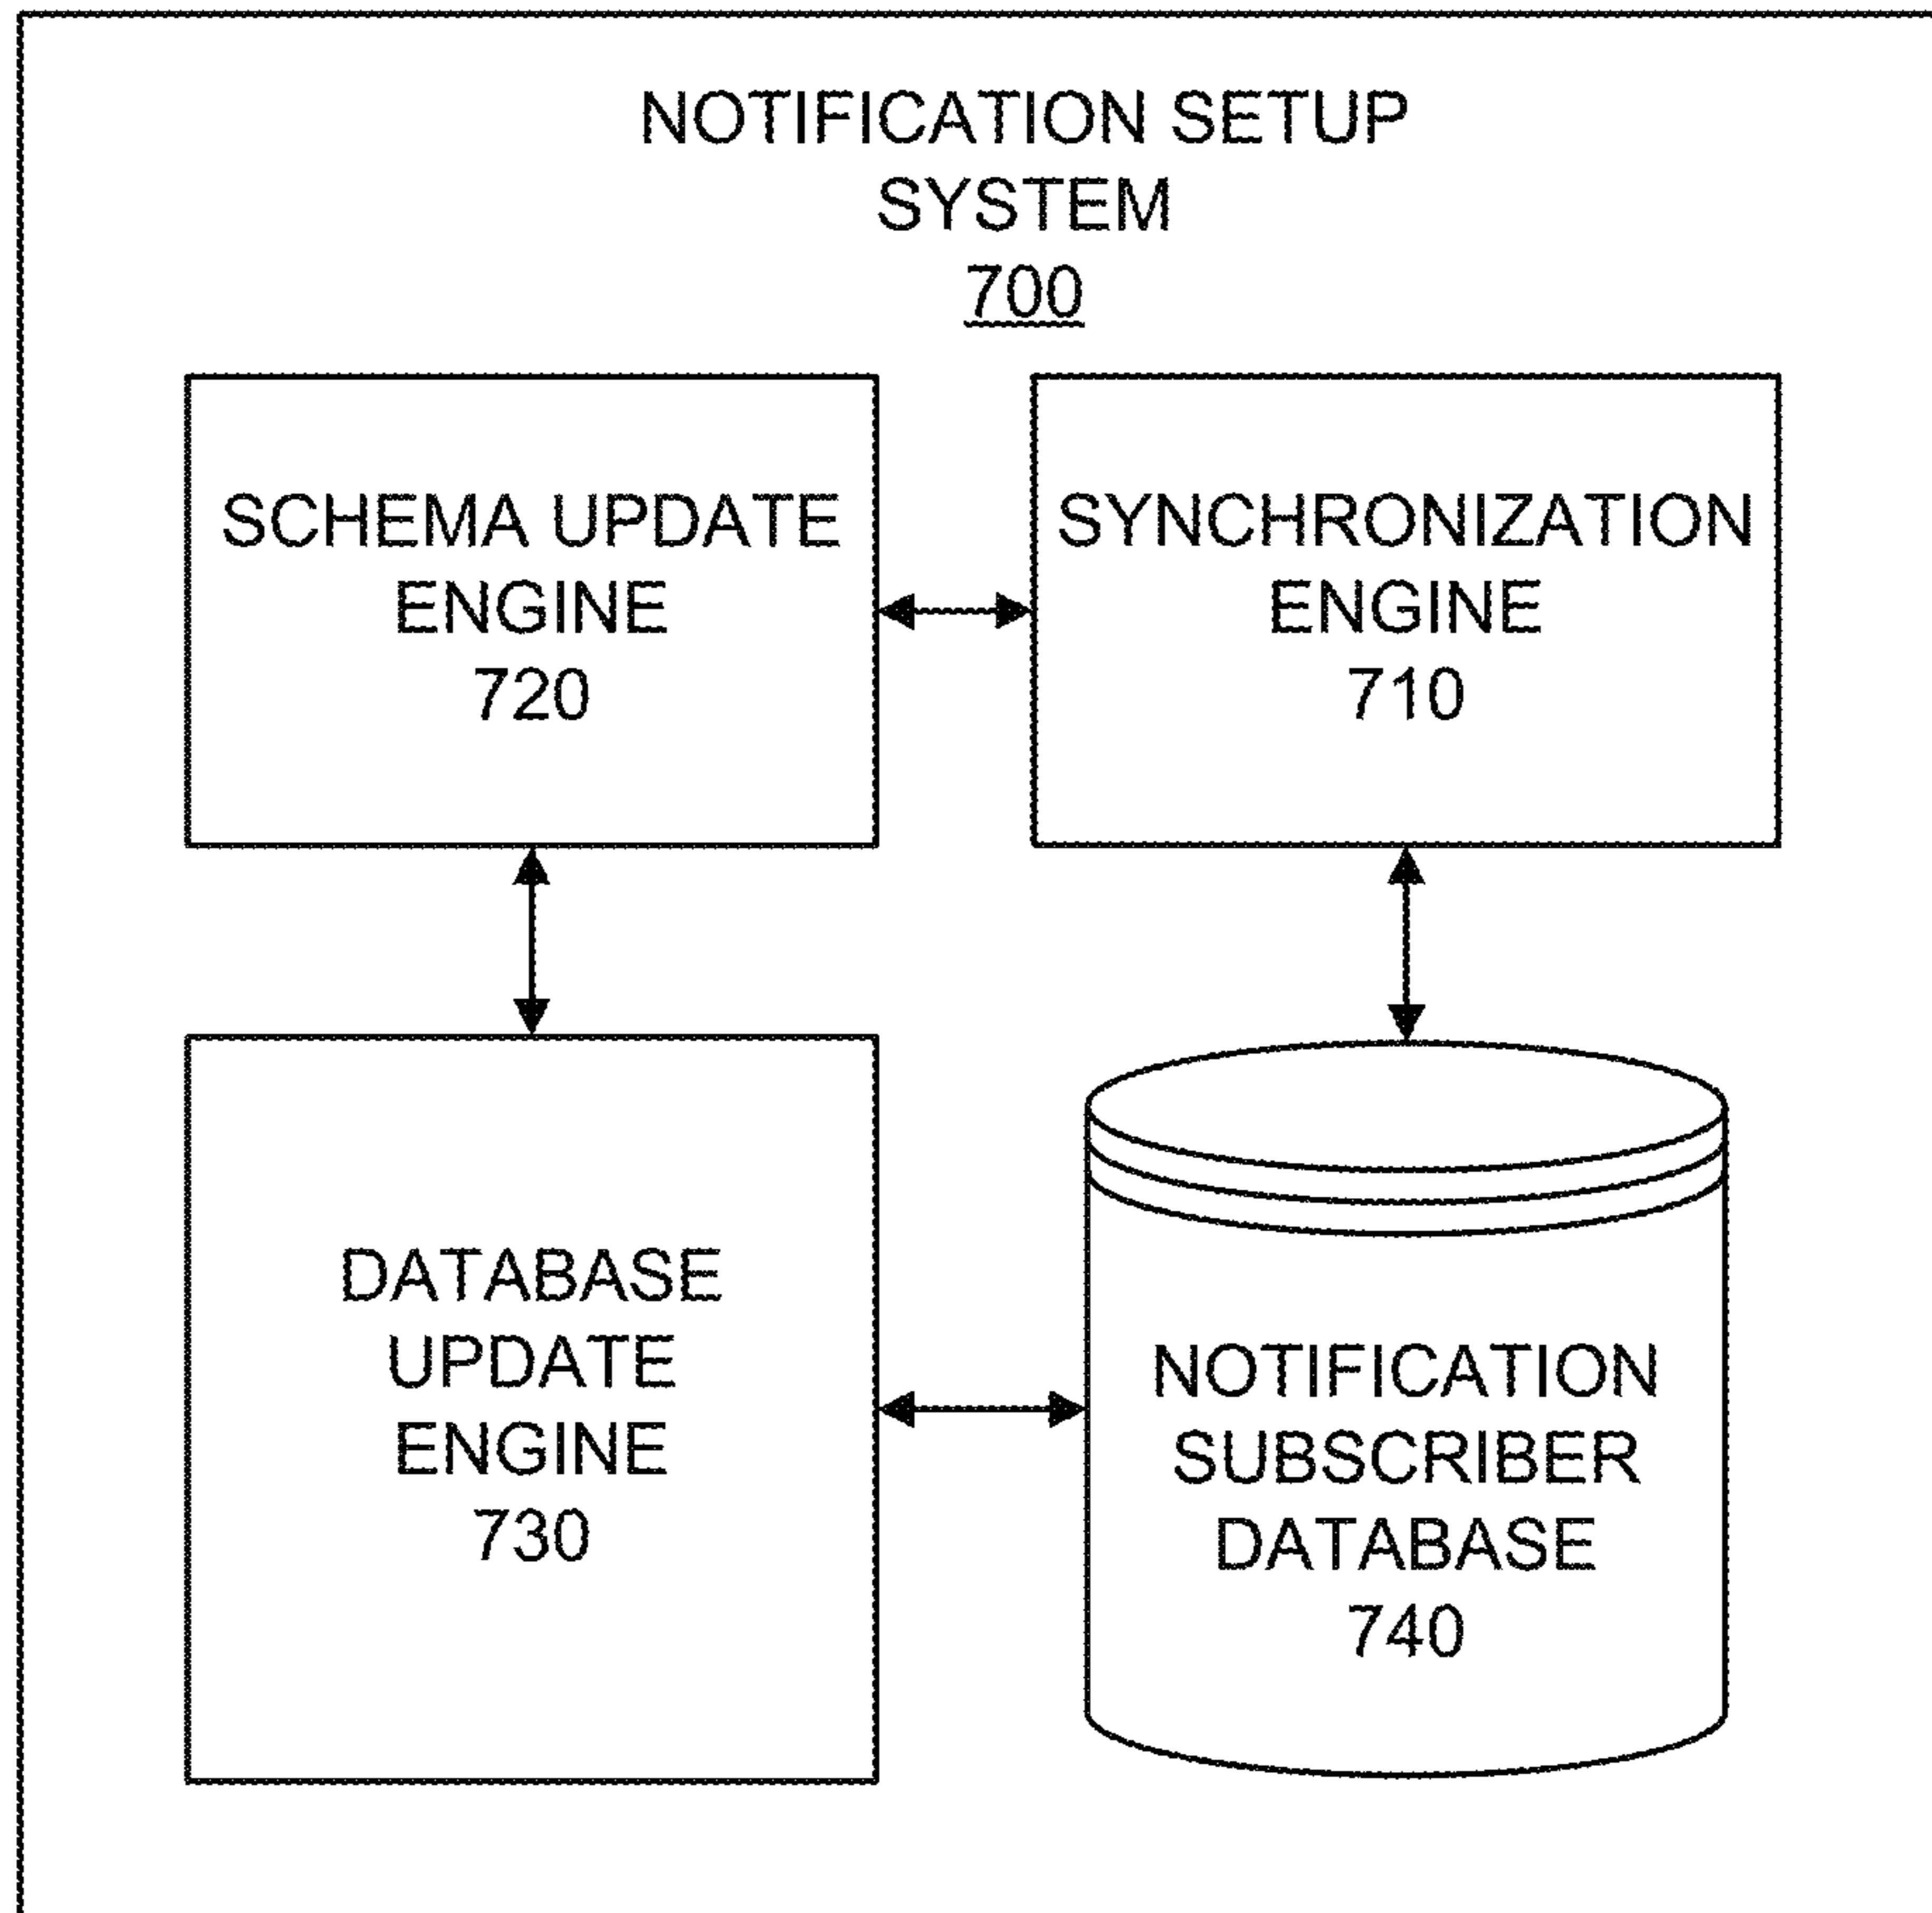 NOTIFICATION SETUP
SYSTEM
700
SCHEMA UPDATE
ENGINE
720
SYNCHRONIZATION
ENGINE
710
DATABASE
UPDATE
ENGINE
730
NOTIFICATION
SUBSCRIBER
DATABASE
740